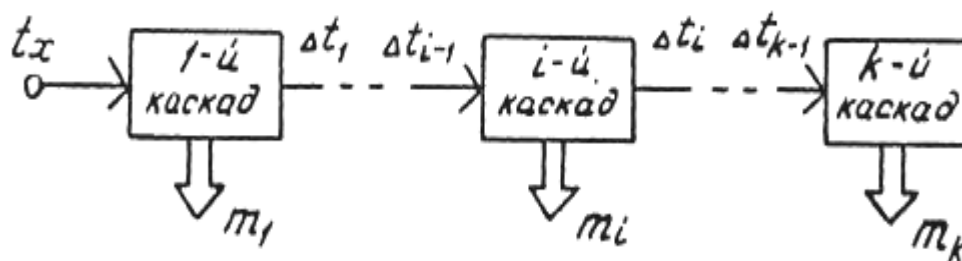 tx
1-й каскад
Δt₁
Δtᵢ₋₁
i-й каскад
Δtᵢ
Δtₖ₋₁
k-й каскад
m₁
mᵢ
mₖ